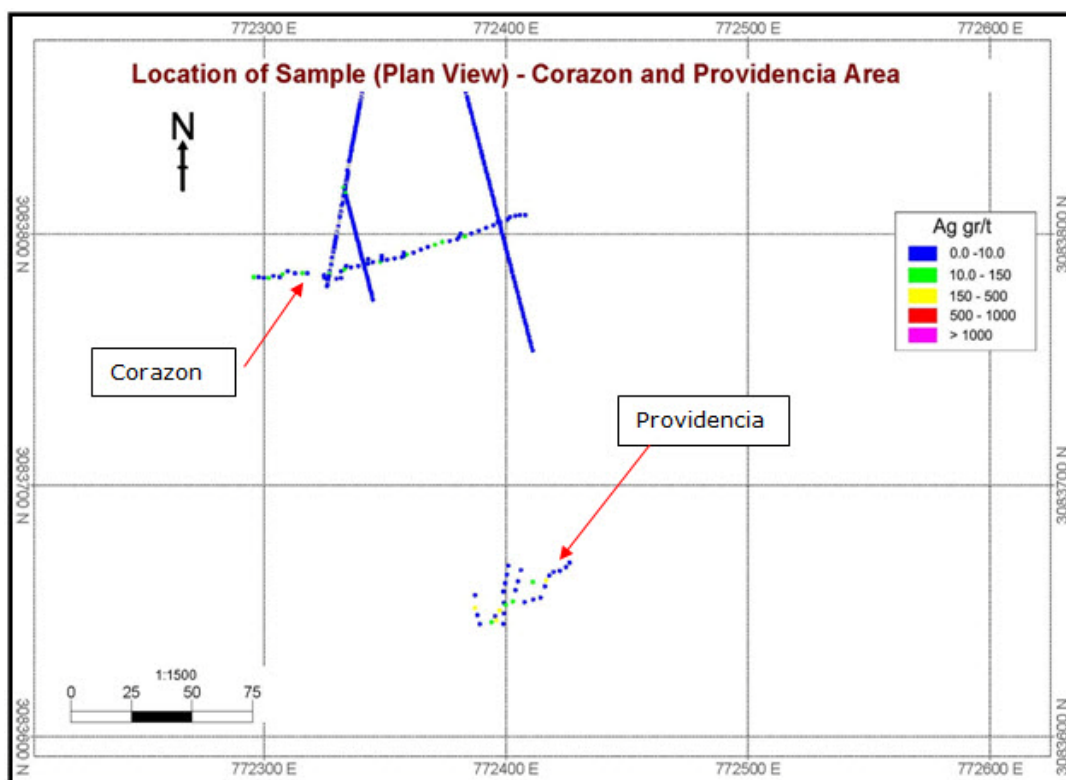 772300 E 772400 E 772500 E 772600 E
Location of Sample (Plan View) - Corazon and Providencia Area
N
3083800 N
3083800 N
Ag gr/t
0.0 -10.0
10.0 - 150
150 - 500
500 - 1000
> 1000
Corazon
Providencia
3083700 N
3083700 N
1:1500
0 25 50 75
3083600 N
3083600 N
772300 E 772400 E 772500 E 772600 E